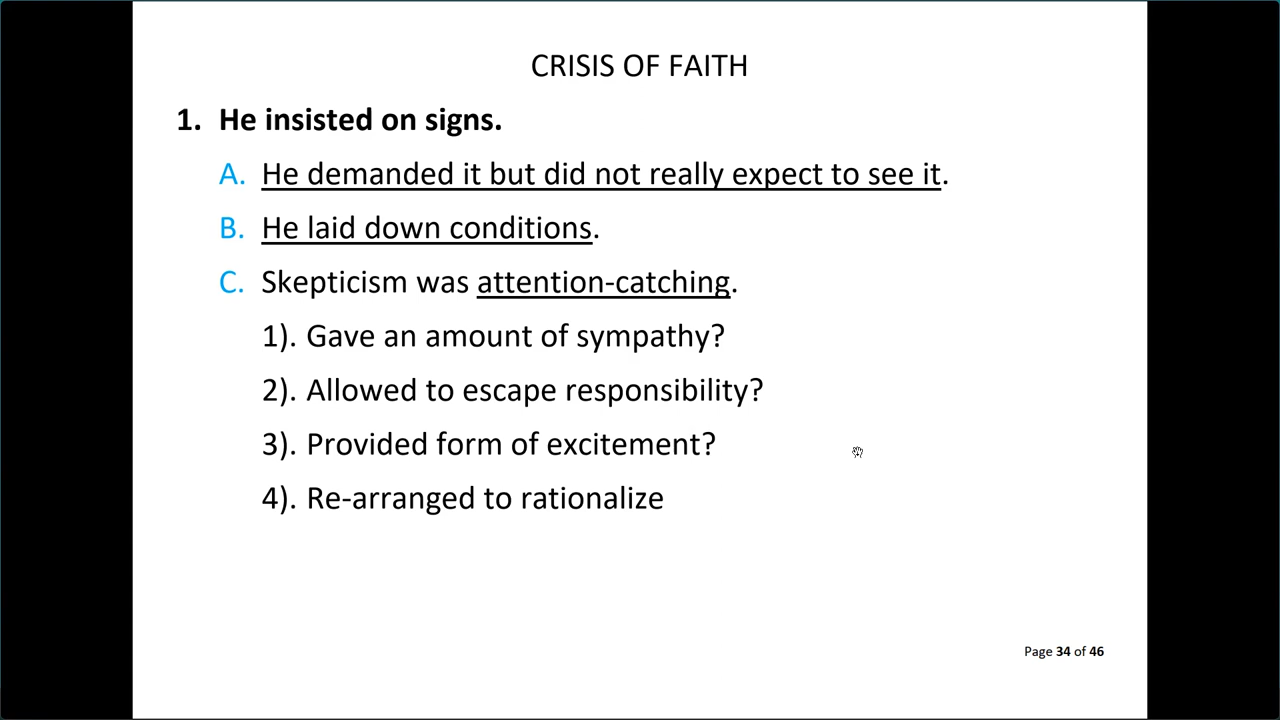 CRISIS OF FAITH
1. He insisted on signs.
A. He demanded it but did not really expect to see it.
B. He laid down conditions.
C. Skepticism was attention-catching.
1). Gave an amount of sympathy?
2). Allowed to escape responsibility?
3). Provided form of excitement?
4). Re-arranged to rationalize
Page 34 of 46